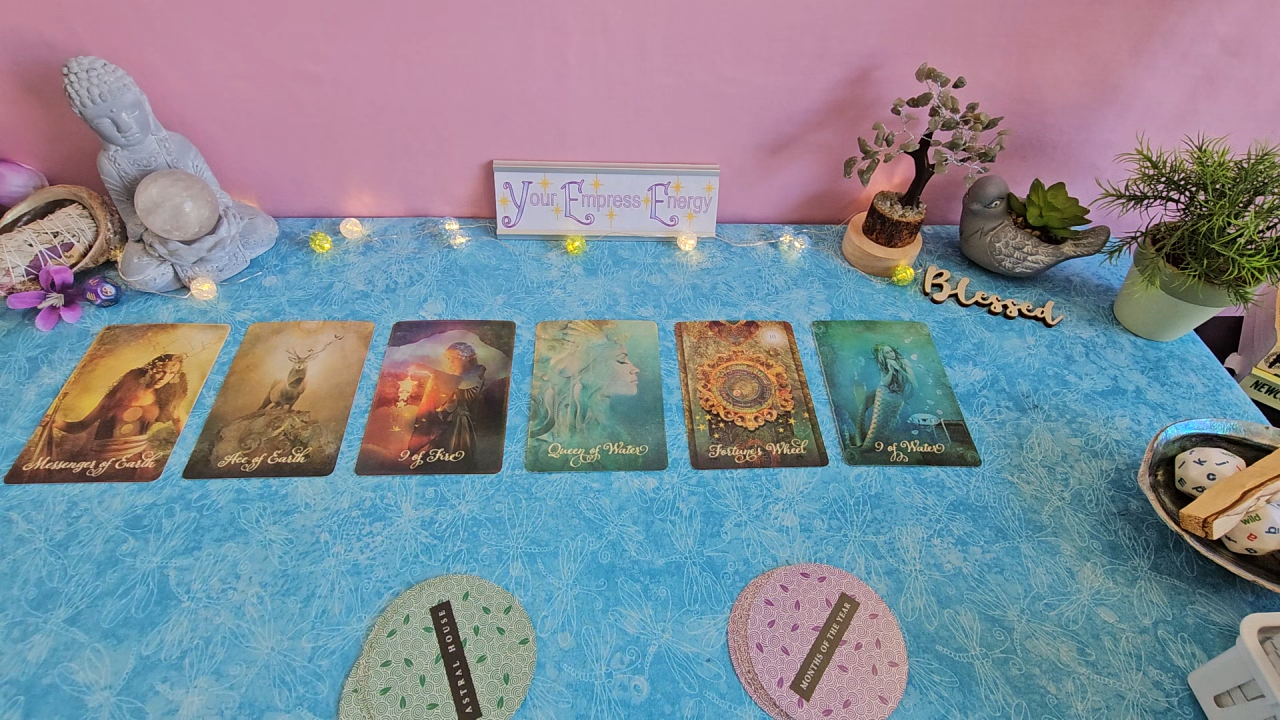 Your Empress Energy
Blessed
Messenger of Earth
Ace of Earth
9 of Fire
Queen of Water
Fortune's Wheel
9 of Water
ASTRAL HOUSE
MONTHS OF THE YEAR